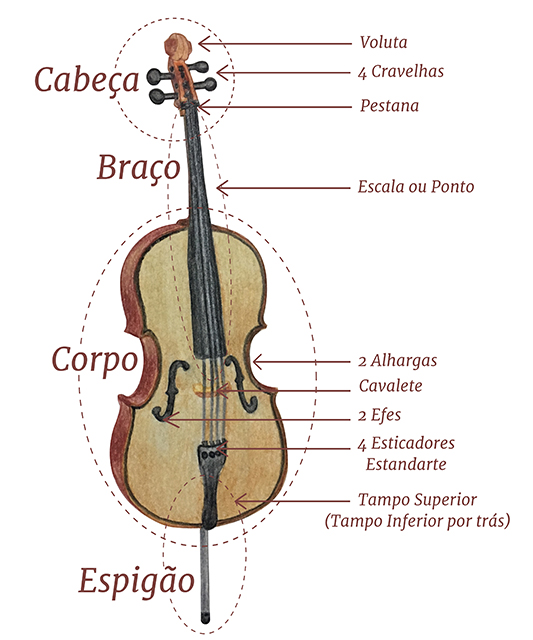 Voluta
Cabeça
4 Cravelhas
Pestana
Braço
Escala ou Ponto
Corpo
2 Alhargas
Cavalete
2 Efes
4 Esticadores
Estandarte
Tampo Superior
(Tampo Inferior por trás)
Espigão